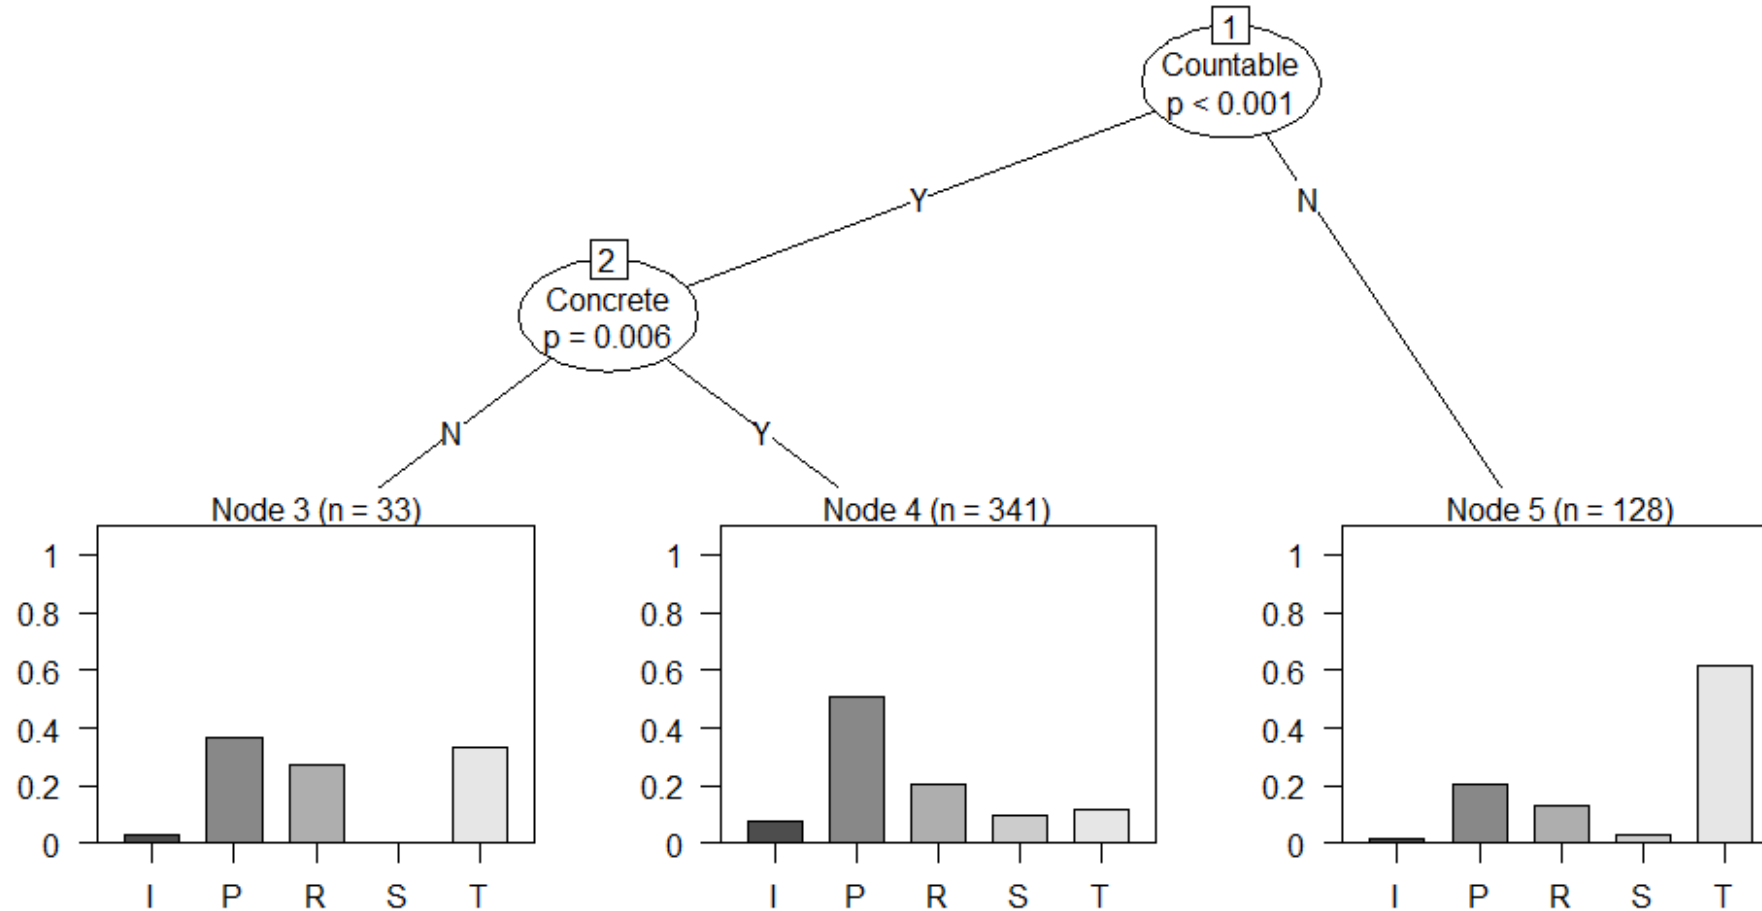 1
Countable
p < 0.001
Y
N
2
Concrete
p = 0.006
N
Y
Node 3 (n = 33)
1
0.8
0.6
0.4
0.2
0
I P R S T
Node 4 (n = 341)
1
0.8
0.6
0.4
0.2
0
I P R S T
Node 5 (n = 128)
1
0.8
0.6
0.4
0.2
0
I P R S T